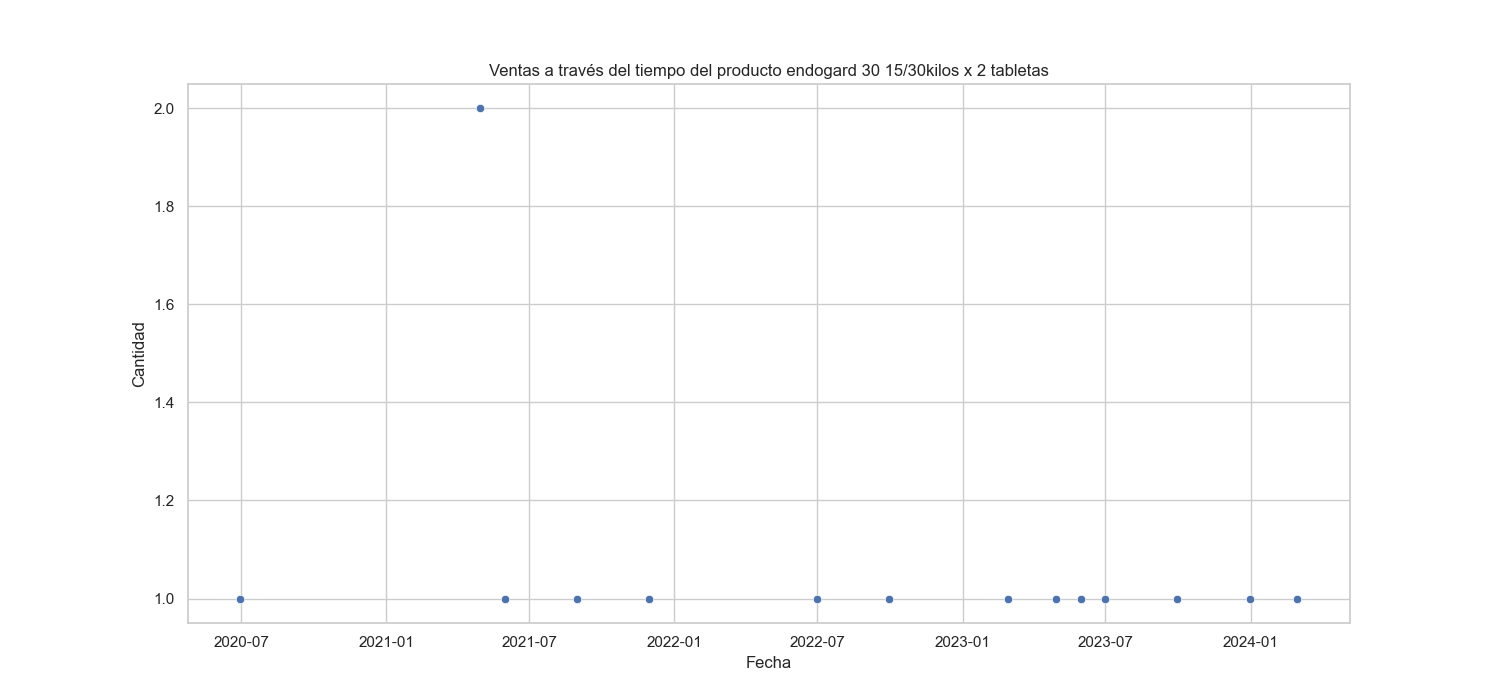 Ventas a través del tiempo del producto endogard 30 15/30kilos x 2 tabletas
2.0
1.8
1.6
1.4
1.2
1.0
Cantidad
2020-07 2021-01 2021-07 2022-01 2022-07 2023-01 2023-07 2024-01
Fecha